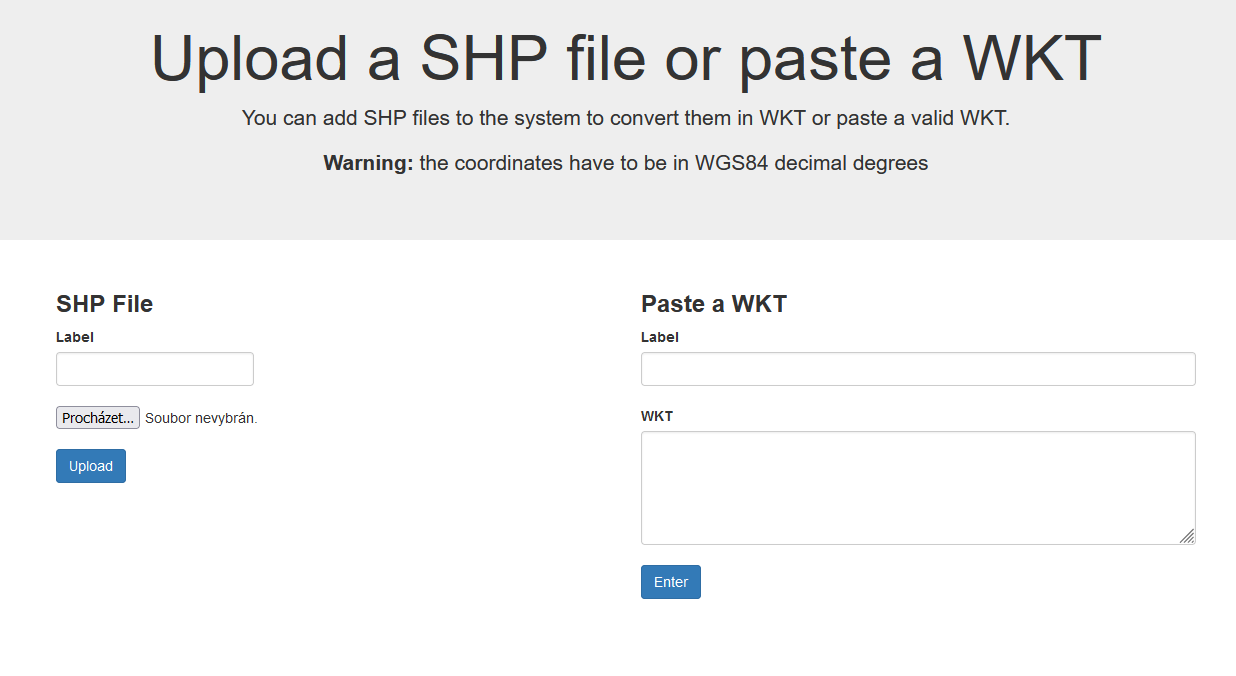 Upload a SHP file or paste a WKT
You can add SHP files to the system to convert them in WKT or paste a valid WKT.
Warning: the coordinates have to be in WGS84 decimal degrees
SHP File
Label
Procházet... Soubor nevybrán.
Upload
Paste a WKT
Label
WKT
Enter